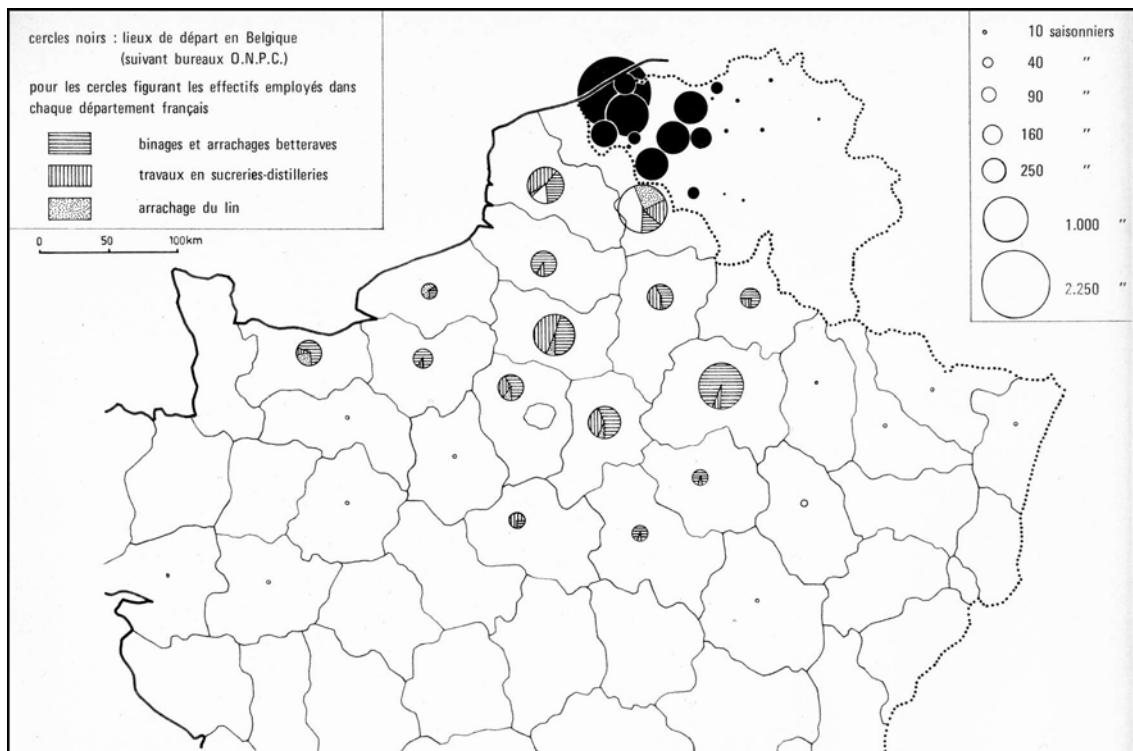 cercles noirs : lieux de départ en Belgique
(suivant bureaux O.N.P.C.)
pour les cercles figurant les effectifs employés dans
chaque département français
binages et arrachages betteraves
travaux en sucreries-distilleries
arrachage du lin
0 50 100km
10 saisonniers
40 "
90 "
160 "
250 "
1.000 "
2.250 "